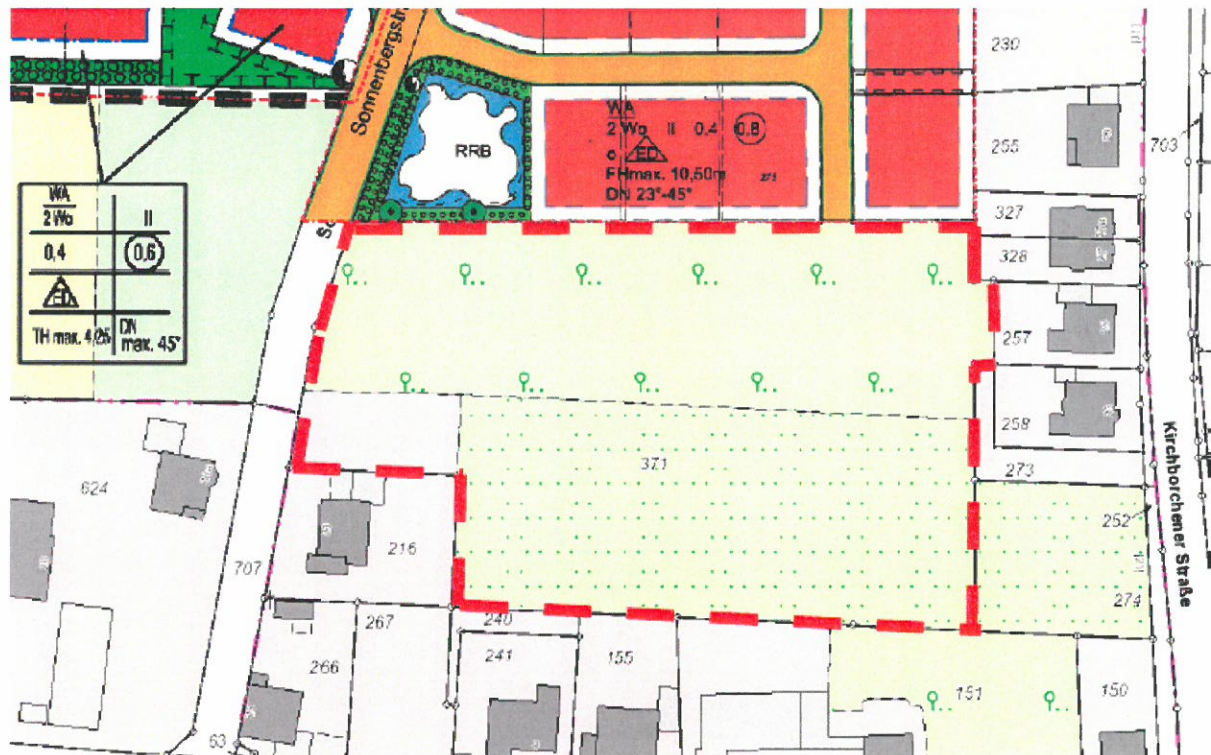 Sonnenbergstr
RRB
WA
2 Wo II 0,4 0,8
o ED
FHmax. 10,50m
DN 23°-45°
WA
2 Wo II
0,4 0,6
ED
TH max. 4,25 DN max. 45°
230
255
703
327
328
257
258
371
273
252
274
Kirchborchener Straße
624
216
707
267
240
241
155
266
151
150
63